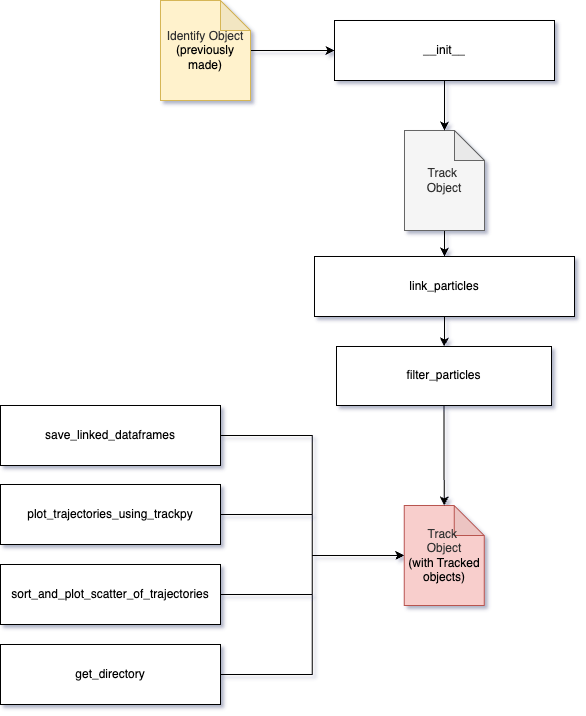 Identify Object
(previously
made)
__init__
Track
Object
link_particles
filter_particles
save_linked_dataframes
plot_trajectories_using_trackpy
sort_and_plot_scatter_of_trajectories
get_directory
Track
Object
(with Tracked
objects)